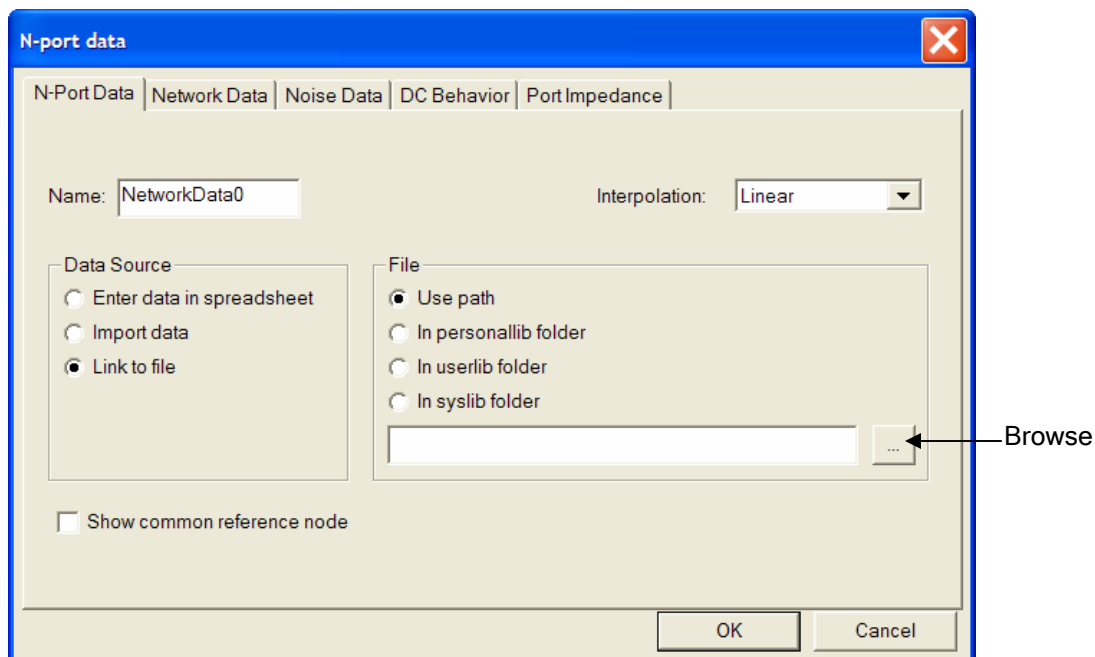 N-port data
N-Port Data Network Data Noise Data DC Behavior Port Impedance
Name: NetworkData0 Interpolation: Linear
Data Source
Enter data in spreadsheet
Import data
Link to file
File
Use path
In personallib folder
In userlib folder
In syslib folder
... Browse
Show common reference node
OK Cancel